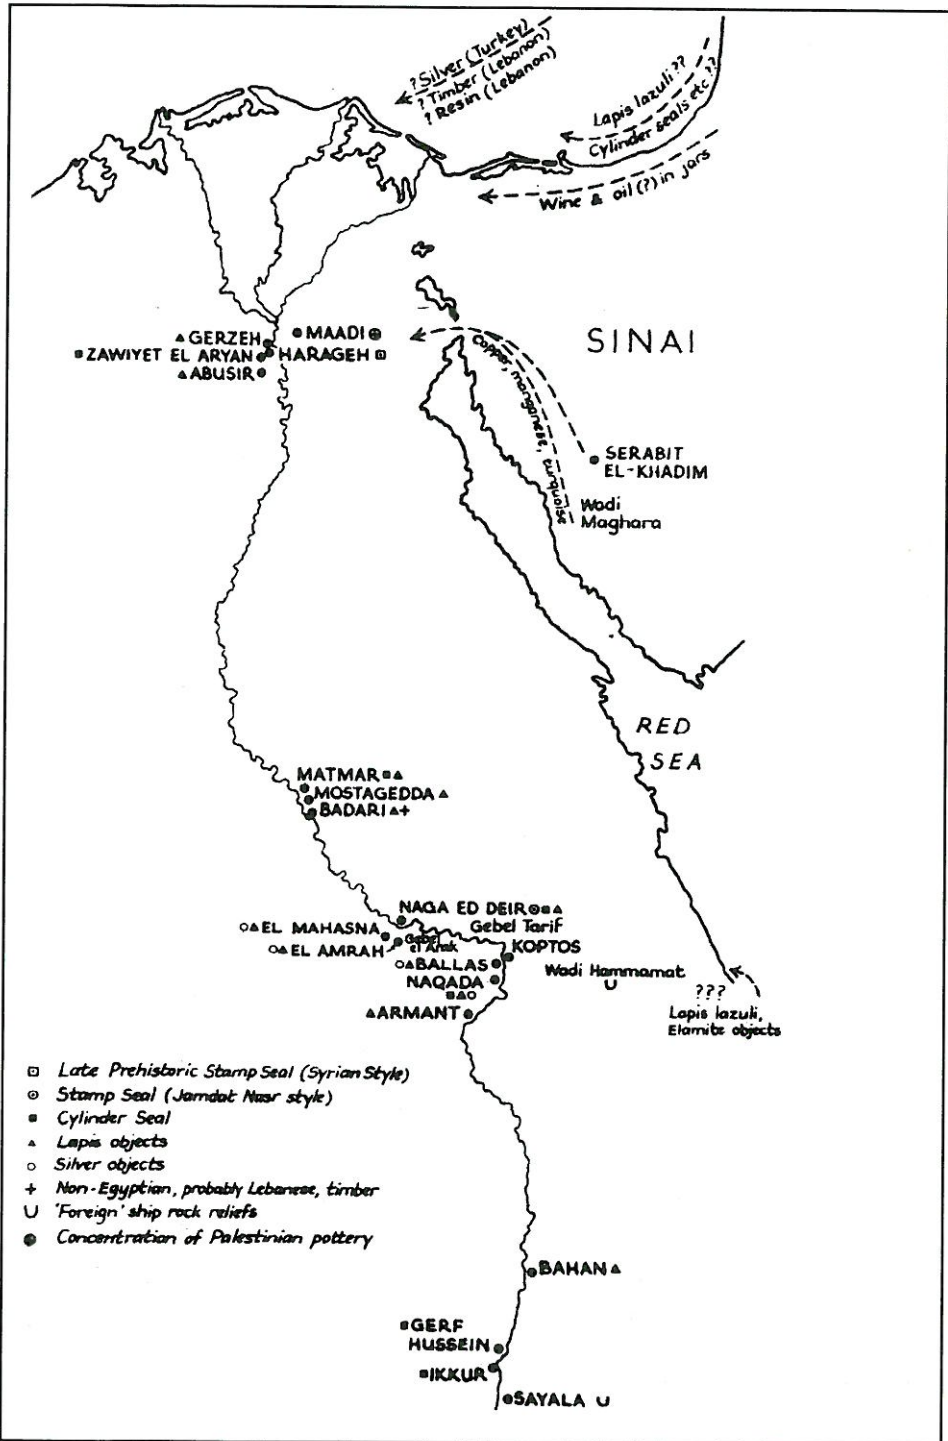 ? Silver (Turkey)
? Timber (Lebanon)
? Resin (Lebanon)
Lapis lazuli ??
Cylinder seals etc ??
Wine & oil (?) in jars
GERZEH
MAADI
ZAWIYET EL ARYAN
HARAGEH
ABUSIR
SINAI
Copper, manganese, turquoise
SERABIT
EL-KHADIM
Wadi
Maghara
RED
SEA
MATMAR
MOSTAGEDDA
BADARI
NAGA ED DEIR
Gebel Tarif
EL MAHASNA
Gebel
el Arak
EL AMRAH
KOPTOS
BALLAS
Wadi Hammamat
NAQADA
ARMANT
???
Lapis lazuli,
Elamite objects
Late Prehistoric Stamp Seal (Syrian Style)
Stamp Seal (Jamdat Nasr style)
Cylinder Seal
Lapis objects
Silver objects
Non-Egyptian, probably Lebanese, timber
'Foreign' ship rock reliefs
Concentration of Palestinian pottery
BAHAN
GERF
HUSSEIN
IKKUR
SAYALA